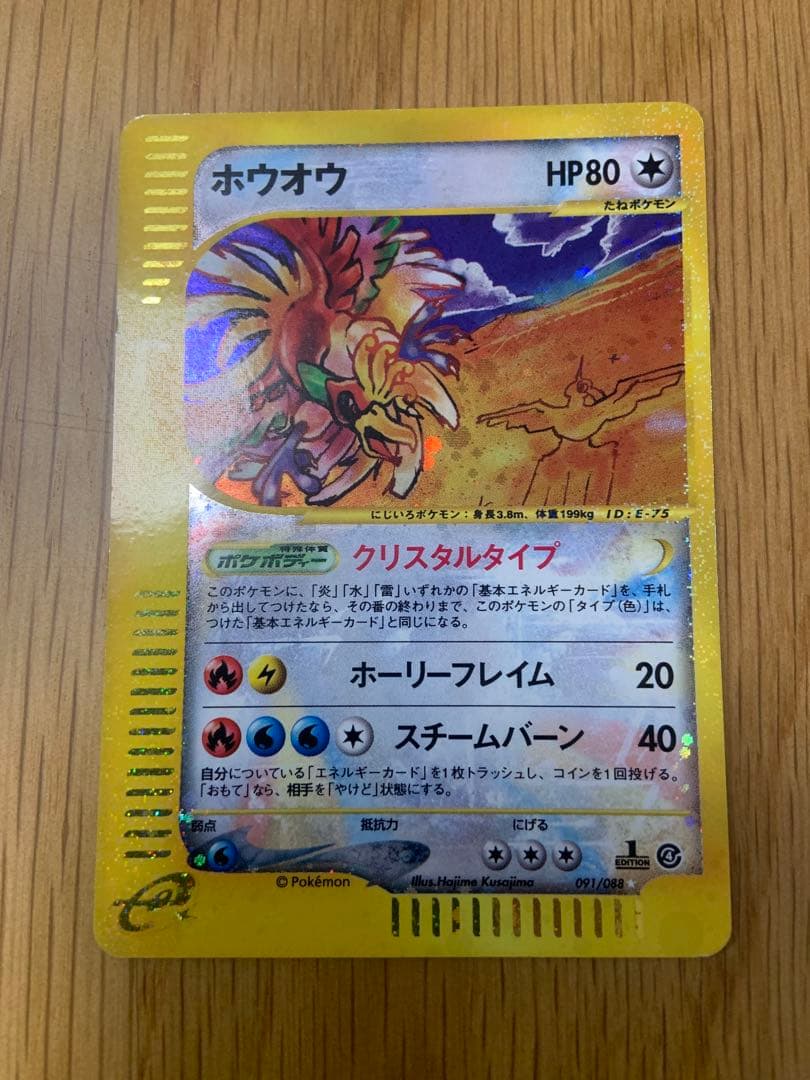 ホウオウ HP80
たねポケモン
にじいろポケモン：身長3.8m、体重199kg ID:E-75
特殊体質
ポケボディー クリスタルタイプ
このポケモンに、「炎」「水」「雷」いずれかの「基本エネルギーカード」を、手札
から出してつけたなら、その番の終わりまで、このポケモンの「タイプ（色）」は、
つけた「基本エネルギーカード」と同じになる。
ホーリーフレイム 20
スチームバーン 40
自分についている「エネルギーカード」を1枚トラッシュし、コインを1回投げる。
「おもて」なら、相手を「やけど」状態にする。
弱点 抵抗力 にげる
1
EDITION
4
e
© Pokémon Illus.Hajime Kusajima 091/088